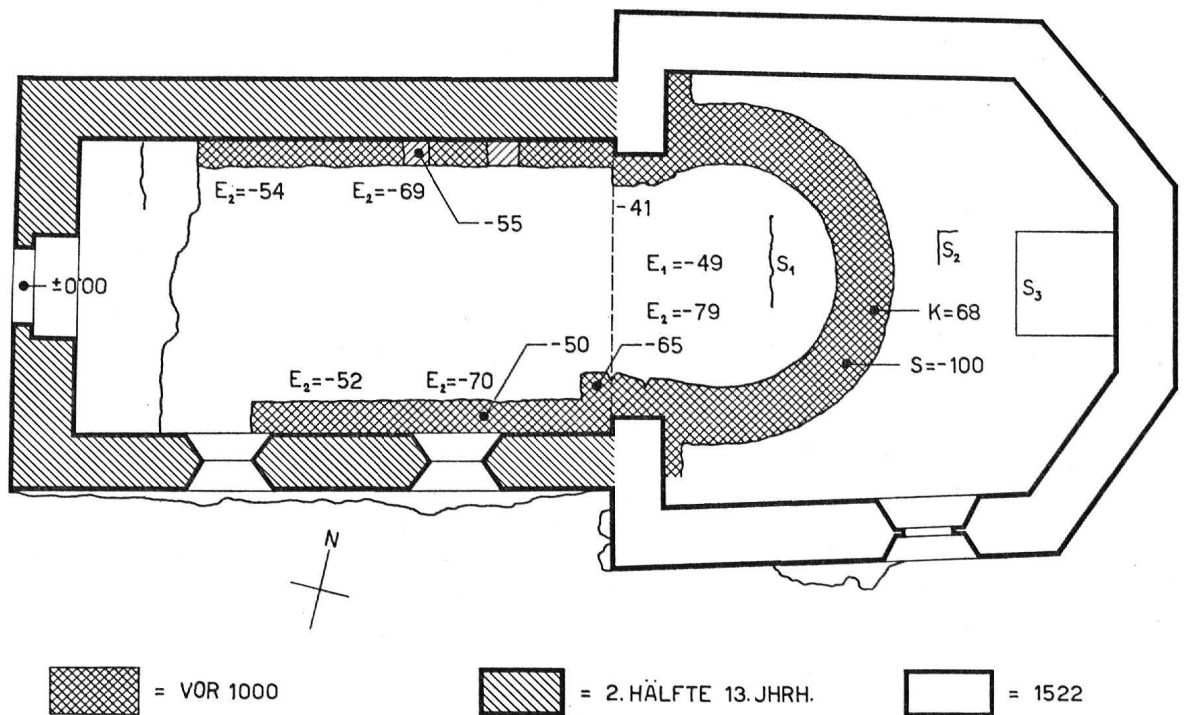 E₂=-54
E₂=-69
-55
-41
±0'00
E₁=-49
S₁
S₂
S₃
E₂=-79
K=68
-50
-65
S=-100
E₂=-52
E₂=-70
N
= VOR 1000
= 2. HÄLFTE 13. JHRH.
= 1522